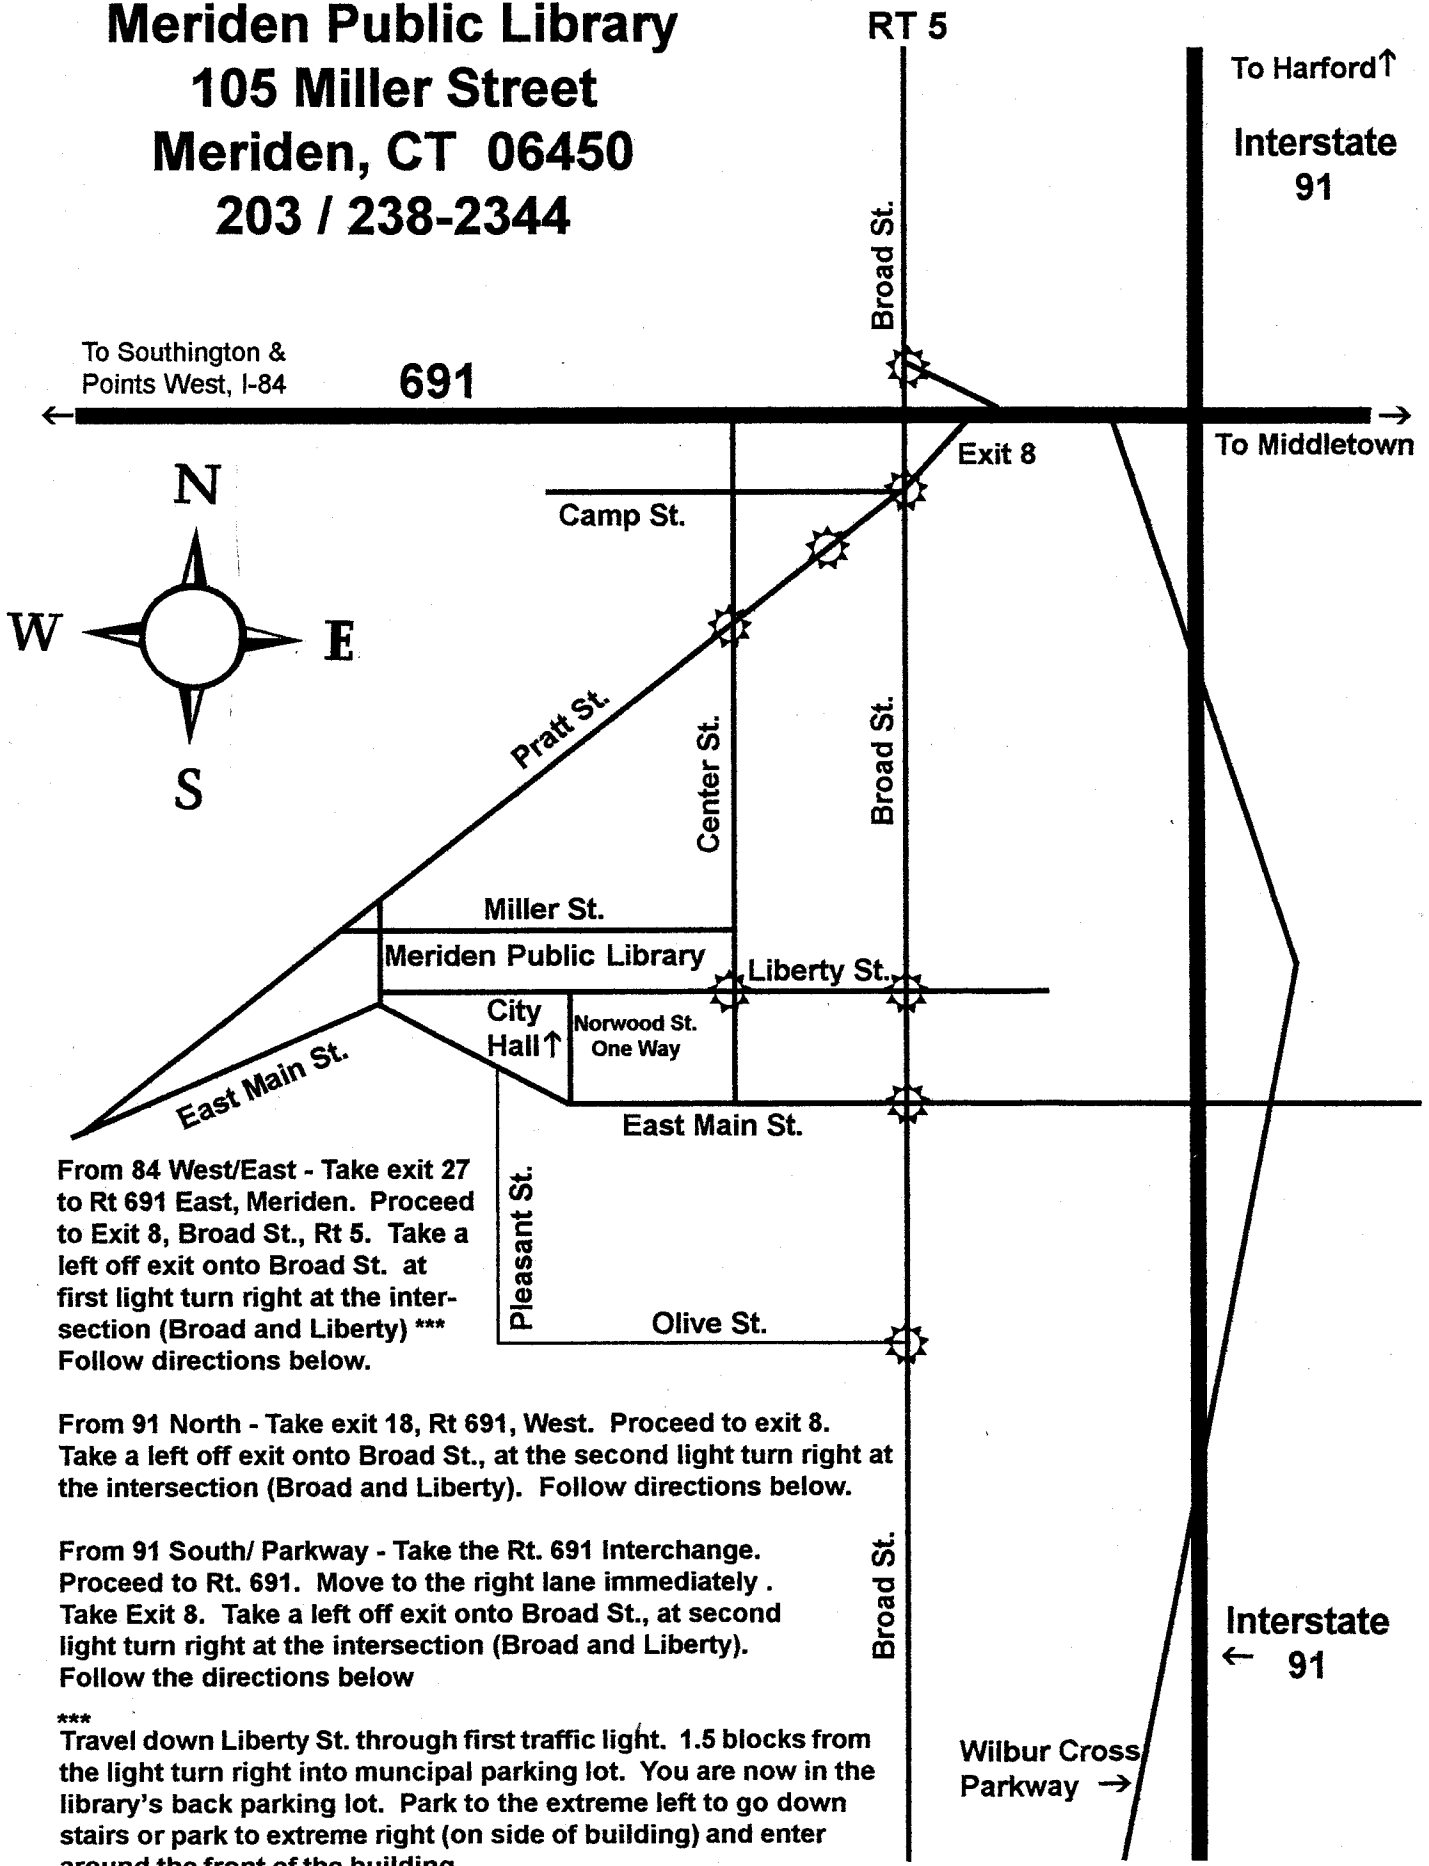 Meriden Public Library
105 Miller Street
Meriden, CT 06450
203 / 238-2344
RT 5
To Harford↑
Interstate
91
Broad St.
To Southington &
Points West, I-84
691
←
→
To Middletown
Exit 8
Camp St.
N
W
E
S
Pratt St.
Center St.
Broad St.
Miller St.
Meriden Public Library
Liberty St.
City
Hall↑
Norwood St.
One Way
East Main St.
East Main St.
Pleasant St.
Olive St.
From 84 West/East - Take exit 27
to Rt 691 East, Meriden. Proceed
to Exit 8, Broad St., Rt 5. Take a
left off exit onto Broad St. at
first light turn right at the inter-
section (Broad and Liberty) ***
Follow directions below.
From 91 North - Take exit 18, Rt 691, West. Proceed to exit 8.
Take a left off exit onto Broad St., at the second light turn right at
the intersection (Broad and Liberty). Follow directions below.
From 91 South/ Parkway - Take the Rt. 691 Interchange.
Proceed to Rt. 691. Move to the right lane immediately .
Take Exit 8. Take a left off exit onto Broad St., at second
light turn right at the intersection (Broad and Liberty).
Follow the directions below
Broad St.
Interstate
← 91
***
Travel down Liberty St. through first traffic light. 1.5 blocks from
the light turn right into muncipal parking lot. You are now in the
library's back parking lot. Park to the extreme left to go down
stairs or park to extreme right (on side of building) and enter
around the front of the building
Wilbur Cross
Parkway →